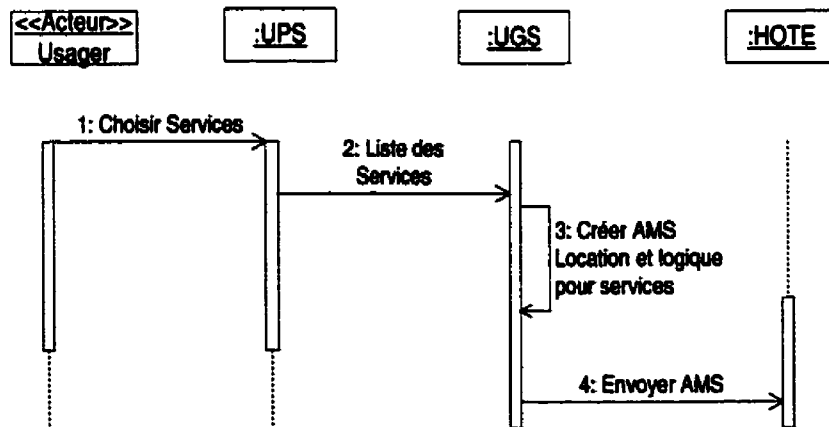 <<Acteur>>
Usager
:UPS
:UGS
:HOTE
1: Choisir Services
2: Liste des
Services
3: Créer AMS
Location et logique
pour services
4: Envoyer AMS